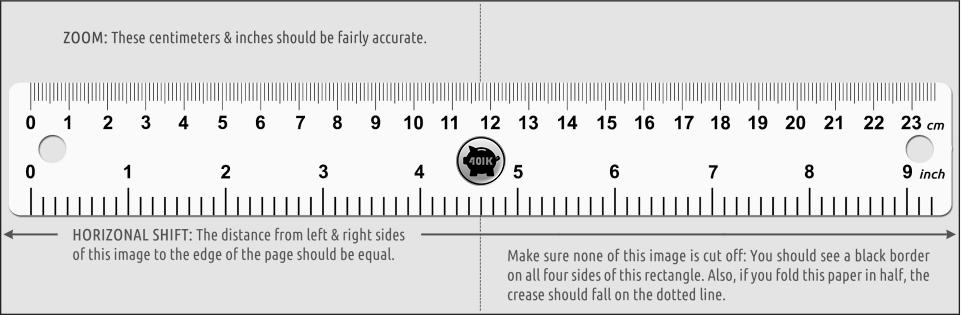 ZOOM: These centimeters & inches should be fairly accurate.
0 1 2 3 4 5 6 7 8 9 10 11 12 13 14 15 16 17 18 19 20 21 22 23 cm
401K
0 1 2 3 4 5 6 7 8 9 inch
HORIZONAL SHIFT: The distance from left & right sides
of this image to the edge of the page should be equal.
Make sure none of this image is cut off: You should see a black border
on all four sides of this rectangle. Also, if you fold this paper in half, the
crease should fall on the dotted line.